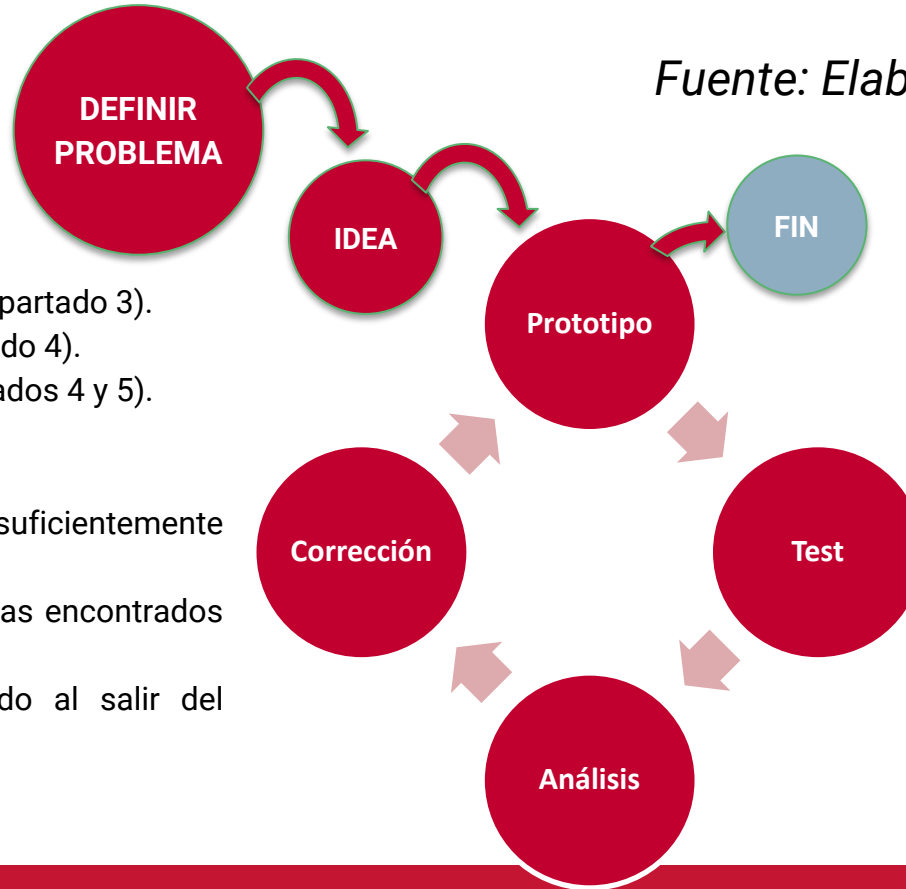 DEFINIR
PROBLEMA
Fuente: Elab
IDEA
FIN
partado 3).
do 4).
ados 4 y 5).
Prototipo
suficientemente
as encontrados
do al salir del
Corrección
Test
Análisis